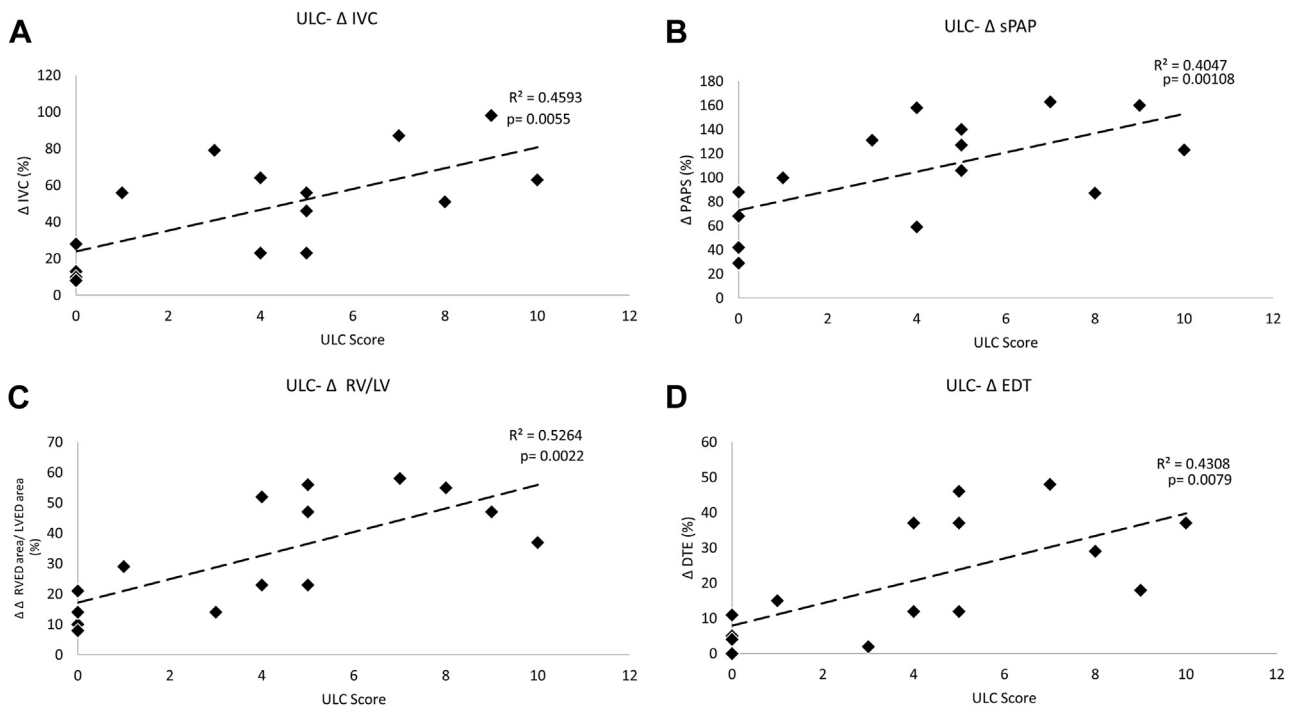 A
ULC- Δ IVC
R² = 0.4593
p= 0.0055
Δ IVC (%)
120
100
80
60
40
20
0
0 2 4 6 8 10 12
ULC Score
B
ULC- Δ sPAP
R² = 0.4047
p= 0.00108
Δ PAPS (%)
180
160
140
120
100
80
60
40
20
0
0 2 4 6 8 10 12
ULC Score
C
ULC- Δ RV/LV
R² = 0.5264
p= 0.0022
Δ Δ RVED area/ LVED area
(%)
70
60
50
40
30
20
10
0
0 2 4 6 8 10 12
ULC Score
D
ULC- Δ EDT
R² = 0.4308
p= 0.0079
Δ DTE (%)
60
50
40
30
20
10
0
0 2 4 6 8 10 12
ULC Score